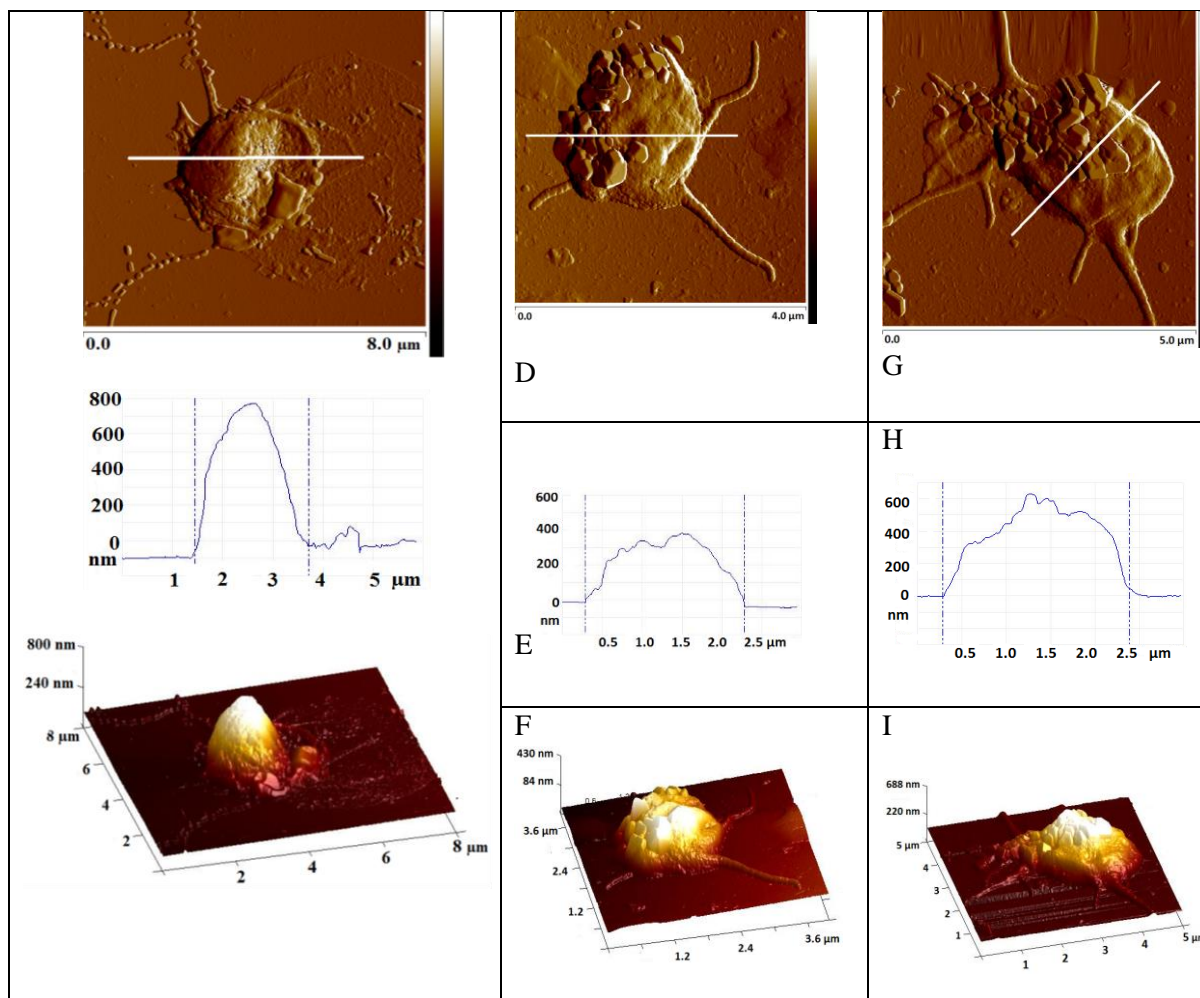 0.0 8.0 µm
800
600
400
200
0
nm
1 2 3 4 5 µm
800 nm
240 nm
8 µm
6
4
2
2 4 6 8 µm
0.0 4.0 µm
D
600
400
200
0
nm
0.5 1.0 1.5 2.0 2.5 µm
E
F
430 nm
84 nm
3.6 µm
2.4
1.2
1.2 2.4 3.6 µm
0.0 5.0 µm
G
H
600
400
200
0
nm
0.5 1.0 1.5 2.0 2.5 µm
I
688 nm
220 nm
5 µm
4
3
2
1
1 2 3 4 5 µm